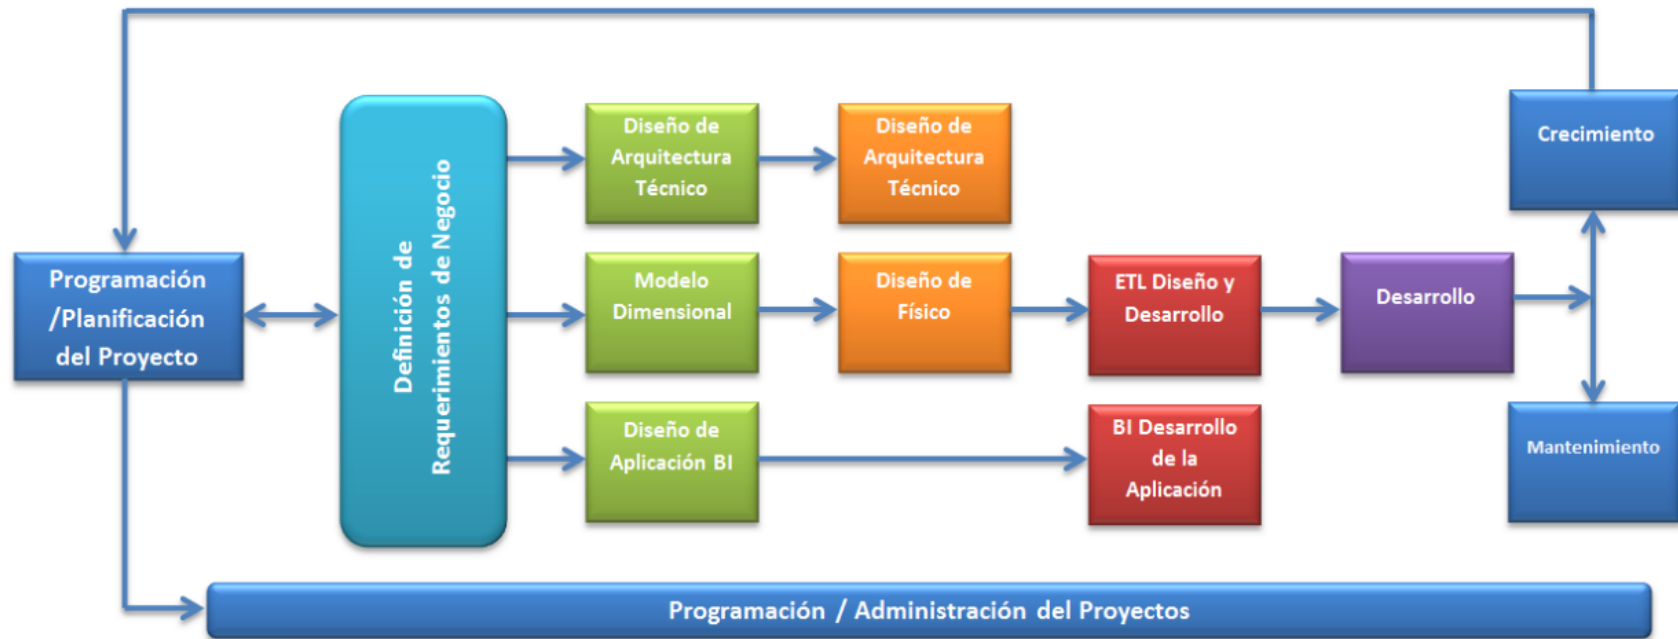 Programación
/Planificación
del Proyecto
Definición de
Requerimientos de Negocio
Diseño de
Arquitectura
Técnico
Diseño de
Arquitectura
Técnico
Modelo
Dimensional
Diseño de
Físico
ETL Diseño y
Desarrollo
Desarrollo
Diseño de
Aplicación BI
BI Desarrollo
de la
Aplicación
Crecimiento
Mantenimiento
Programación / Administración del Proyectos